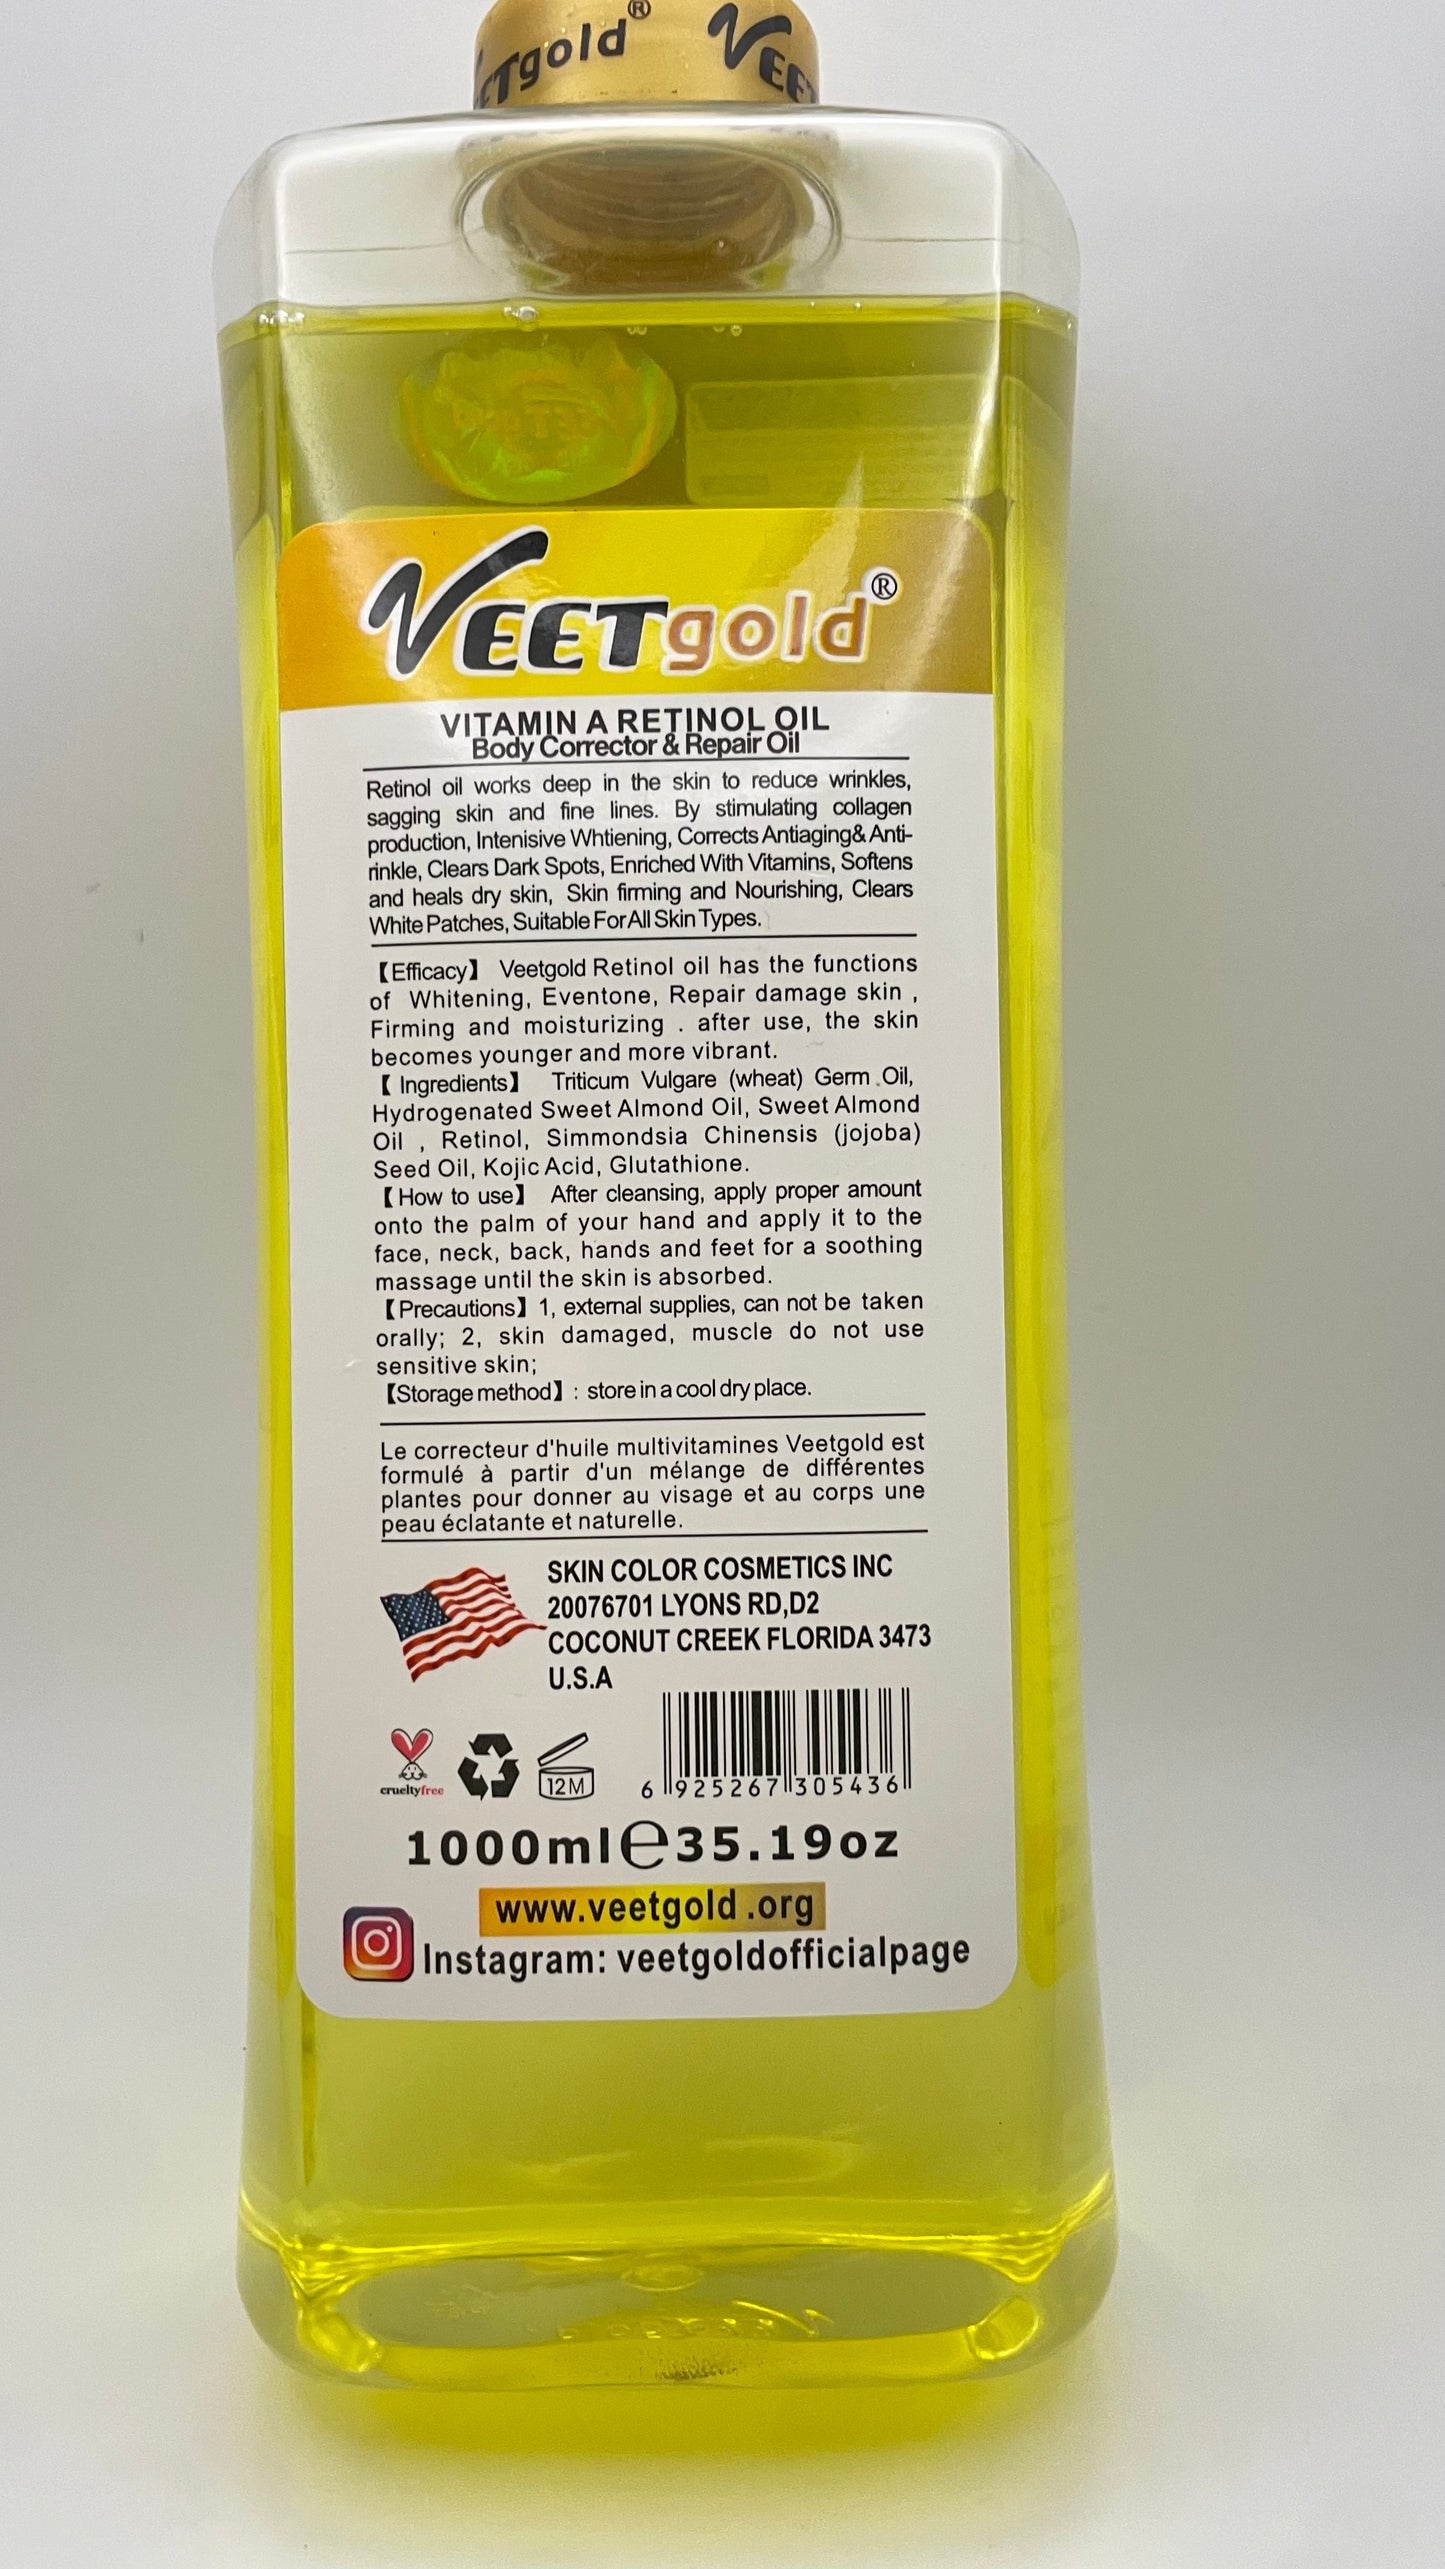 VEETgold® VEET
VEETgold®
VITAMIN A RETINOL OIL
Body Corrector & Repair Oil
Retinol oil works deep in the skin to reduce wrinkles,
sagging skin and fine lines. By stimulating collagen
production, Intenisive Whtiening, Corrects Antiaging& Anti-
rinkle, Clears Dark Spots, Enriched With Vitamins, Softens
and heals dry skin, Skin firming and Nourishing, Clears
White Patches, Suitable For All Skin Types.
【Efficacy】 Veetgold Retinol oil has the functions
of Whitening, Eventone, Repair damage skin ,
Firming and moisturizing . after use, the skin
becomes younger and more vibrant.
【 Ingredients】 Triticum Vulgare (wheat) Germ Oil,
Hydrogenated Sweet Almond Oil, Sweet Almond
Oil , Retinol, Simmondsia Chinensis (jojoba)
Seed Oil, Kojic Acid, Glutathione.
【How to use】 After cleansing, apply proper amount
onto the palm of your hand and apply it to the
face, neck, back, hands and feet for a soothing
massage until the skin is absorbed.
【Precautions】1, external supplies, can not be taken
orally; 2, skin damaged, muscle do not use
sensitive skin;
【Storage method】: store in a cool dry place.
Le correcteur d'huile multivitamines Veetgold est
formulé à partir d'un mélange de différentes
plantes pour donner au visage et au corps une
peau éclatante et naturelle.
SKIN COLOR COSMETICS INC
20076701 LYONS RD,D2
COCONUT CREEK FLORIDA 3473
U.S.A
crueltyfree
12M
6 925267 305436
1000ml℮35.19oz
www.veetgold .org
Instagram: veetgoldofficialpage